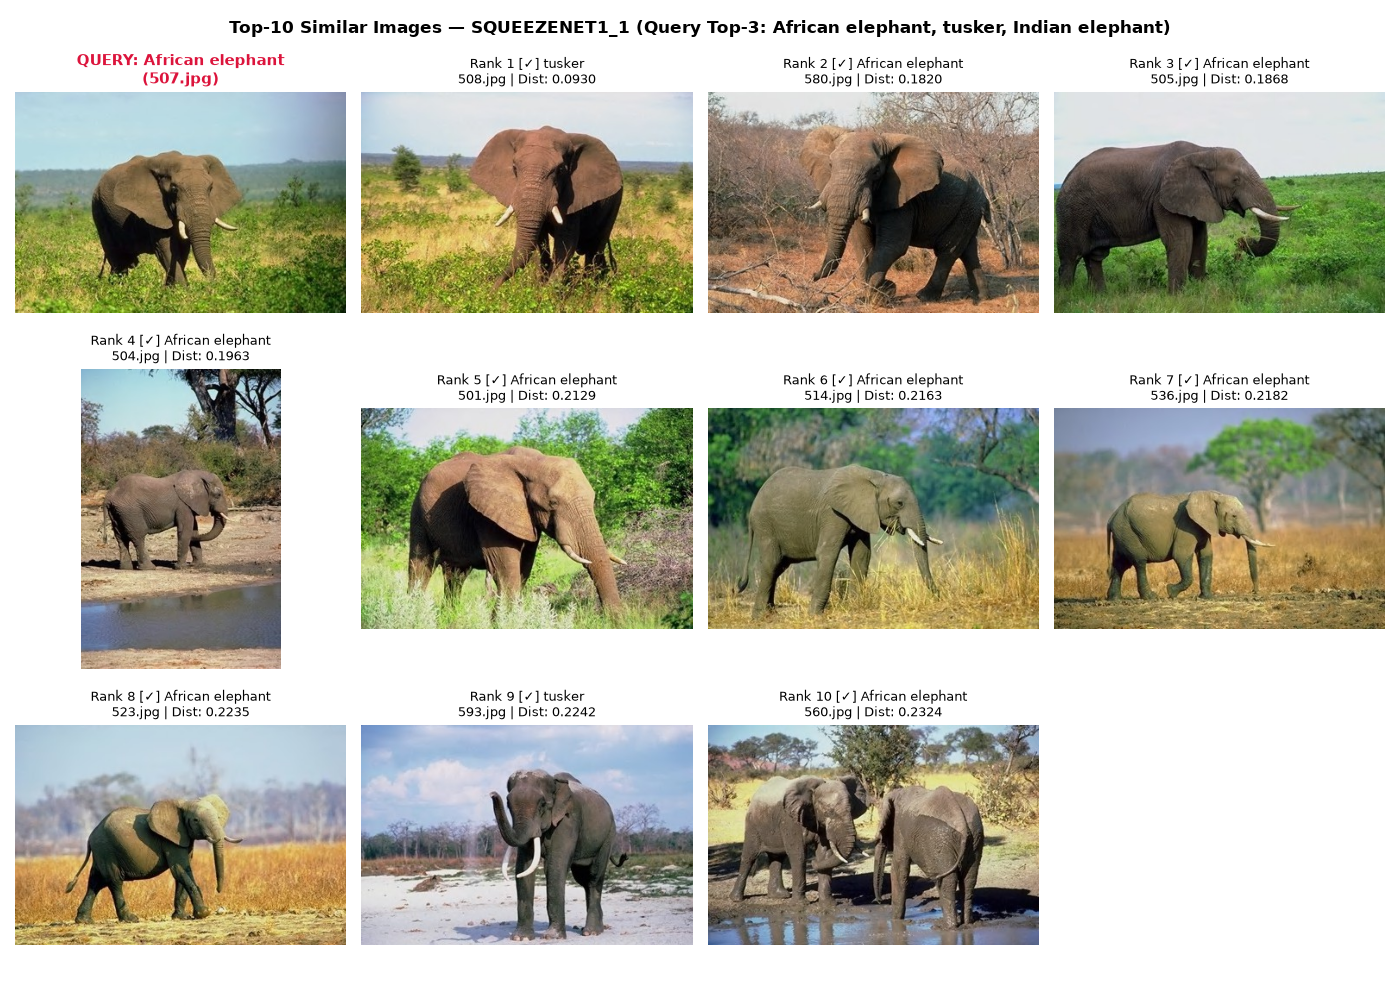 Top-10 Similar Images — SQUEEZENET1_1 (Query Top-3: African elephant, tusker, Indian elephant)
QUERY: African elephant
(507.jpg)
Rank 1 [✓] tusker
508.jpg | Dist: 0.0930
Rank 2 [✓] African elephant
580.jpg | Dist: 0.1820
Rank 3 [✓] African elephant
505.jpg | Dist: 0.1868
Rank 4 [✓] African elephant
504.jpg | Dist: 0.1963
Rank 5 [✓] African elephant
501.jpg | Dist: 0.2129
Rank 6 [✓] African elephant
514.jpg | Dist: 0.2163
Rank 7 [✓] African elephant
536.jpg | Dist: 0.2182
Rank 8 [✓] African elephant
523.jpg | Dist: 0.2235
Rank 9 [✓] tusker
593.jpg | Dist: 0.2242
Rank 10 [✓] African elephant
560.jpg | Dist: 0.2324